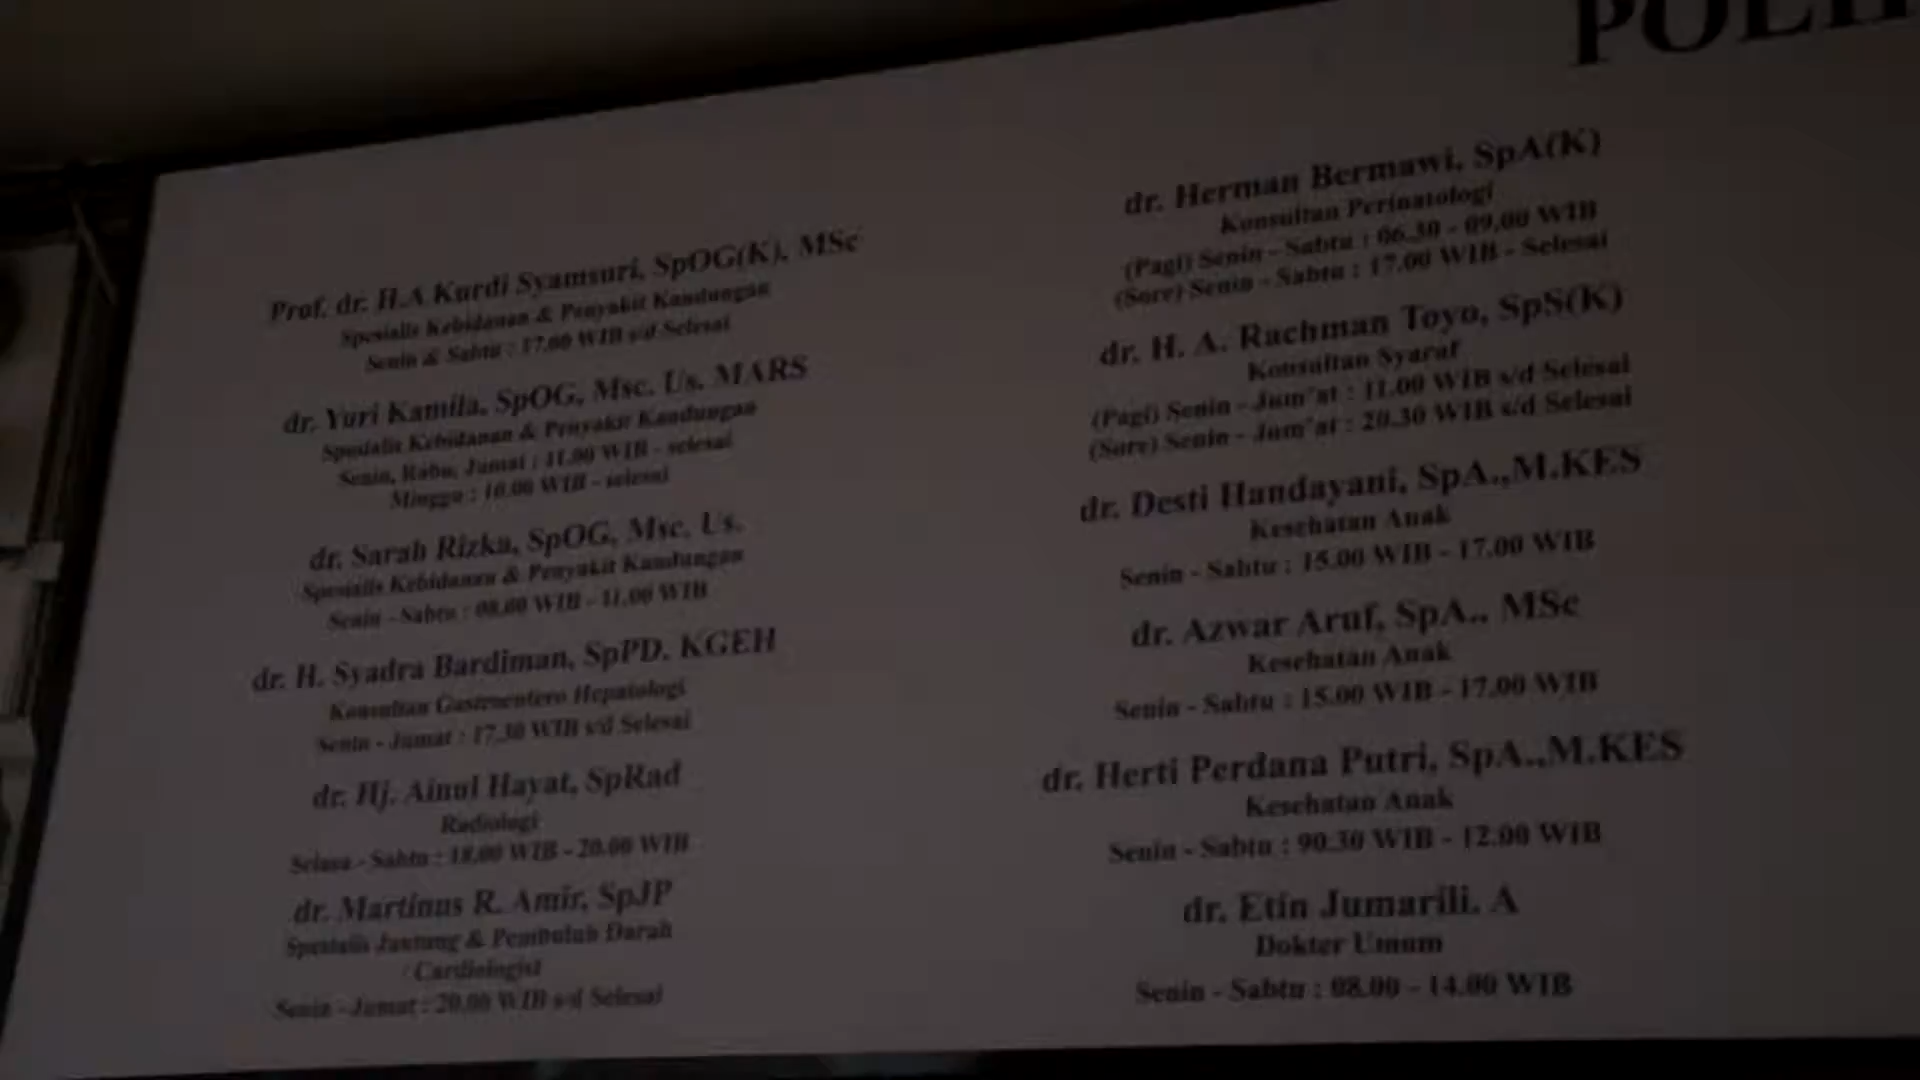 Prof. dr. H.A Kurdi Syamsuri, SpOG(K), MSc
Spesialis Kebidanan & Penyakit Kandungan
Senin & Sabtu : 17.00 WIB s/d Selesai
dr. Yuri Kamila, SpOG, Msc. Us. MARS
Spesialis Kebidanan & Penyakit Kandungan
Senin, Rabu, Jumat : 11.00 WIB - selesai
Minggu : 10.00 WIB - selesai
dr. Sarah Rizka, SpOG, Msc. Us.
Spesialis Kebidanan & Penyakit Kandungan
Senin - Sabtu : 08.00 WIB - 11.00 WIB
dr. H. Syadra Bardiman, SpPD. KGEH
Konsultan Hepatologi
Senin - Jumat : 17.30 WIB s/d Selesai
dr. Hj. Ainul Hayat, SpRad
Radiologi
Selasa - Sabtu : 18.00 WIB - 20.00 WIB
dr. Martinus R. Amir, SpJP
Spesialis Jantung & Pembuluh Darah
Cardiologist
Senin - Jumat : 20.00 WIB s/d Selesai
dr. Herman Bermawi, SpA(K)
Konsultan Perinatologi
(Pagi) Senin - Sabtu : 06.30 - 09.00 WIB
(Sore) Senin - Sabtu : 17.00 WIB - Selesai
dr. H. A. Rachman Toyo, SpS(K)
Konsultan Syaraf
(Pagi) Senin - Jum'at : 11.00 WIB s/d Selesai
(Sore) Senin - Jum'at : 20.30 WIB s/d Selesai
dr. Desti Handayani, SpA.,M.KES
Kesehatan Anak
Senin - Sabtu : 15.00 WIB - 17.00 WIB
dr. Azwar Aruf, SpA., MSc
Kesehatan Anak
Senin - Sabtu : 15.00 WIB - 17.00 WIB
dr. Herti Perdana Putri, SpA.,M.KES
Kesehatan Anak
Senin - Sabtu : 90.30 WIB - 12.00 WIB
dr. Etin Jumarili. A
Dokter Umum
Senin - Sabtu : 08.00 - 14.00 WIB